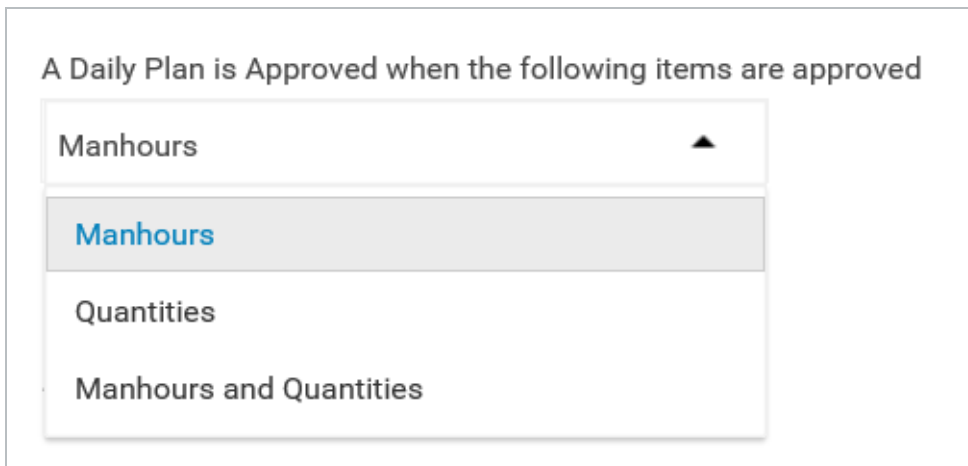 A Daily Plan is Approved when the following items are approved
Manhours
Manhours
Quantities
Manhours and Quantities